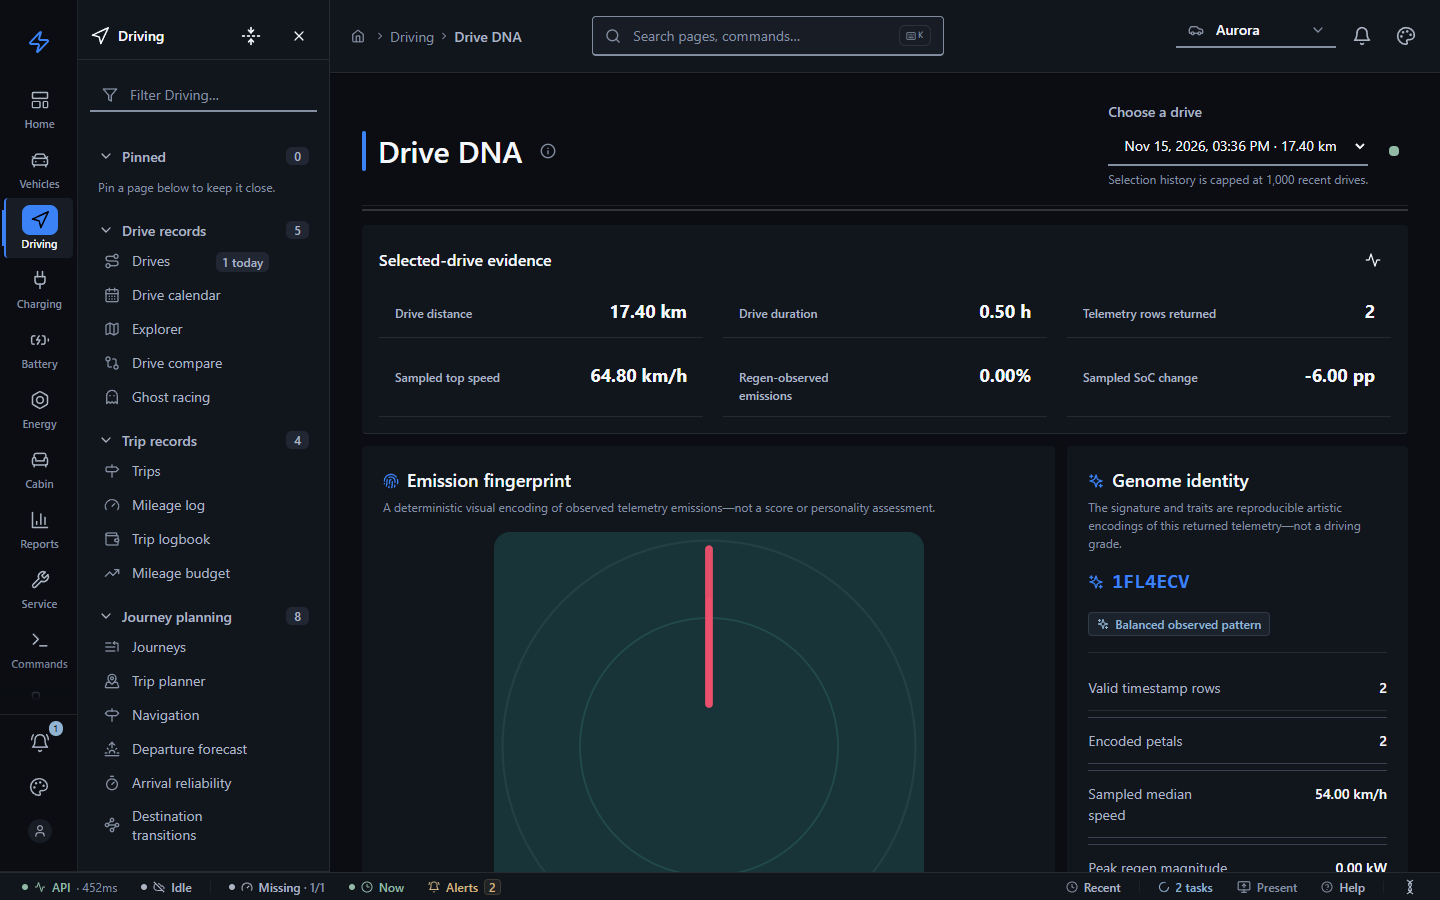 Driving
Driving
Drive DNA
Search pages, commands...
K
Aurora
Home
Vehicles
Driving
Charging
Battery
Energy
Cabin
Reports
Service
Commands
1
Filter Driving...
Pinned
0
Pin a page below to keep it close.
Drive records
5
Drives
1 today
Drive calendar
Explorer
Drive compare
Ghost racing
Trip records
4
Trips
Mileage log
Trip logbook
Mileage budget
Journey planning
8
Journeys
Trip planner
Navigation
Departure forecast
Arrival reliability
Destination
transitions
Drive DNA
Choose a drive
Nov 15, 2026, 03:36 PM · 17.40 km
Selection history is capped at 1,000 recent drives.
Selected-drive evidence
Drive distance
17.40 km
Drive duration
0.50 h
Telemetry rows returned
2
Sampled top speed
64.80 km/h
Regen-observed
emissions
0.00%
Sampled SoC change
-6.00 pp
Emission fingerprint
A deterministic visual encoding of observed telemetry emissions—not a score or personality assessment.
Genome identity
The signature and traits are reproducible artistic
encodings of this returned telemetry—not a driving
grade.
1FL4ECV
Balanced observed pattern
Valid timestamp rows
2
Encoded petals
2
Sampled median
speed
54.00 km/h
Peak regen magnitude
0.00 kW
API · 452ms
Idle
Missing · 1/1
Now
Alerts
2
Recent
2 tasks
Present
Help